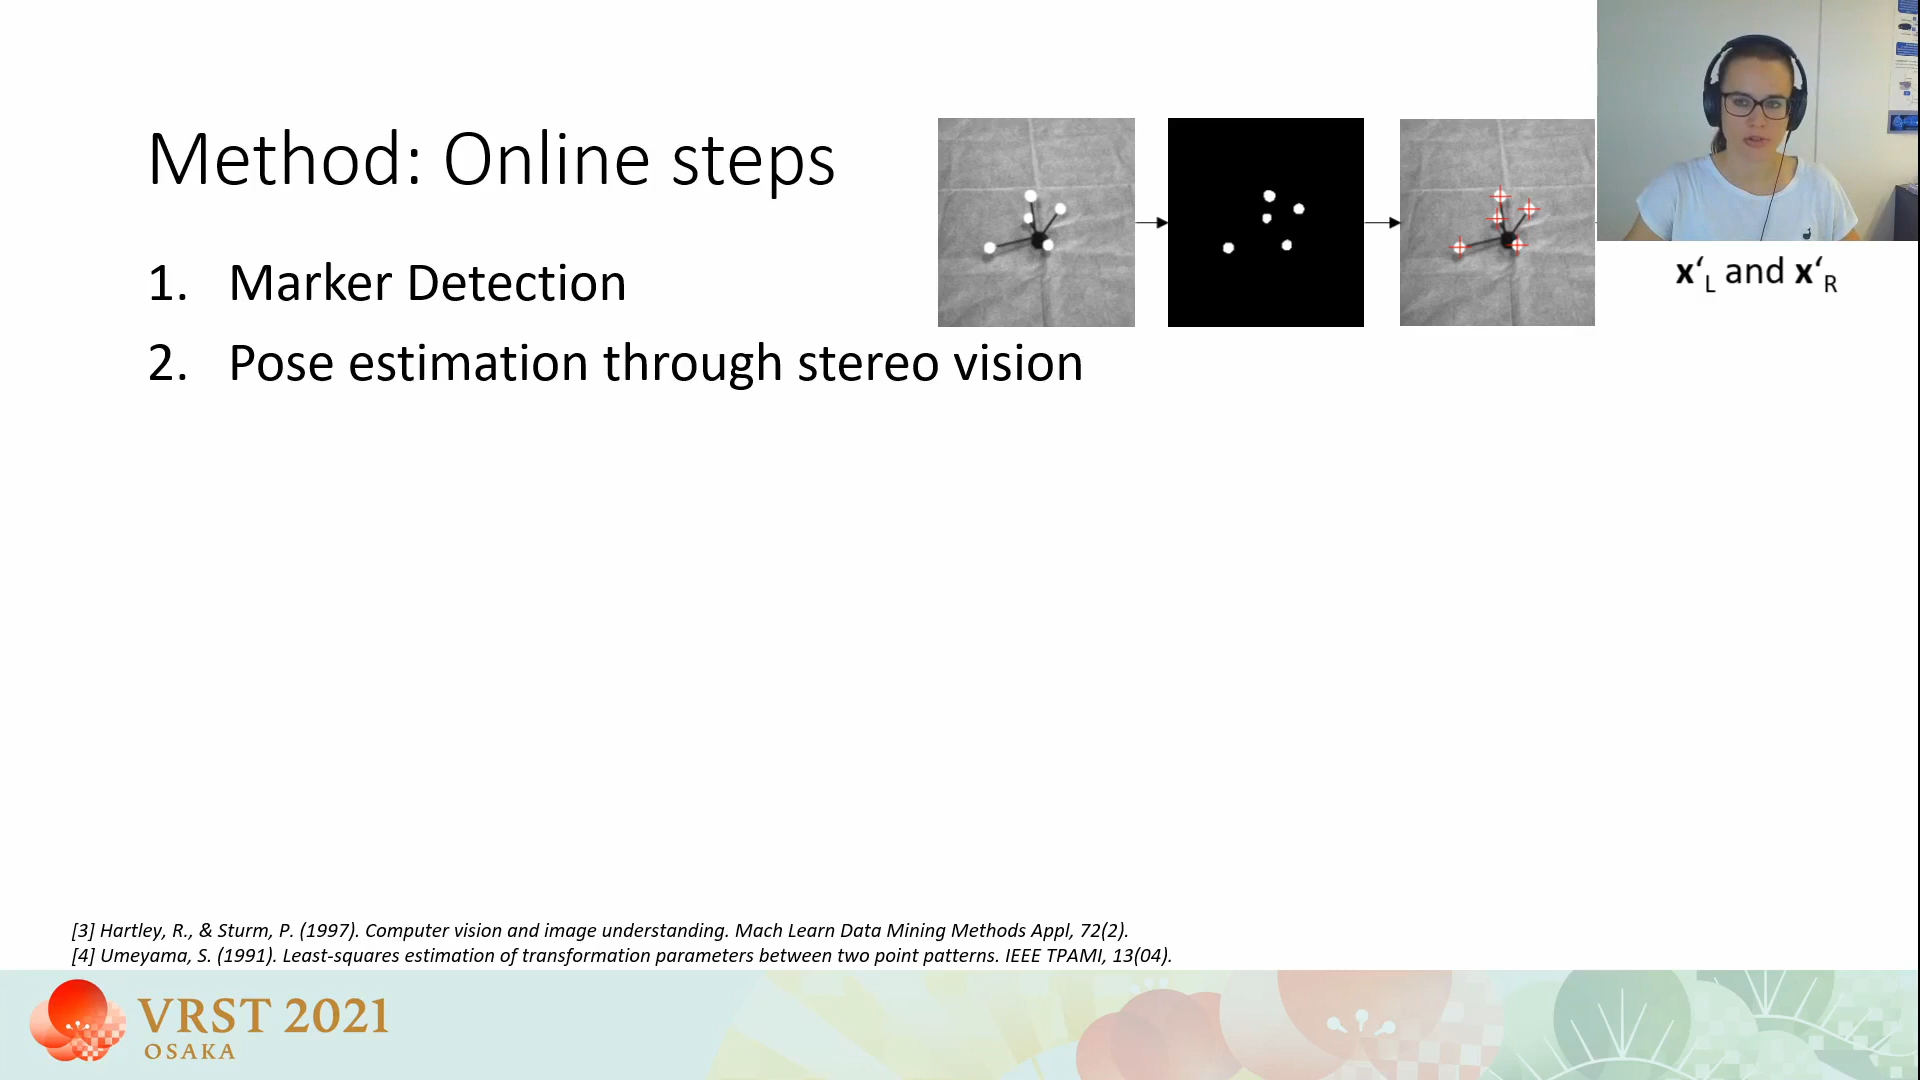 Method: Online steps
1. Marker Detection
2. Pose estimation through stereo vision
x‘L and x‘R
[3] Hartley, R., & Sturm, P. (1997). Computer vision and image understanding. Mach Learn Data Mining Methods Appl, 72(2).
[4] Umeyama, S. (1991). Least-squares estimation of transformation parameters between two point patterns. IEEE TPAMI, 13(04).
VRST 2021
OSAKA